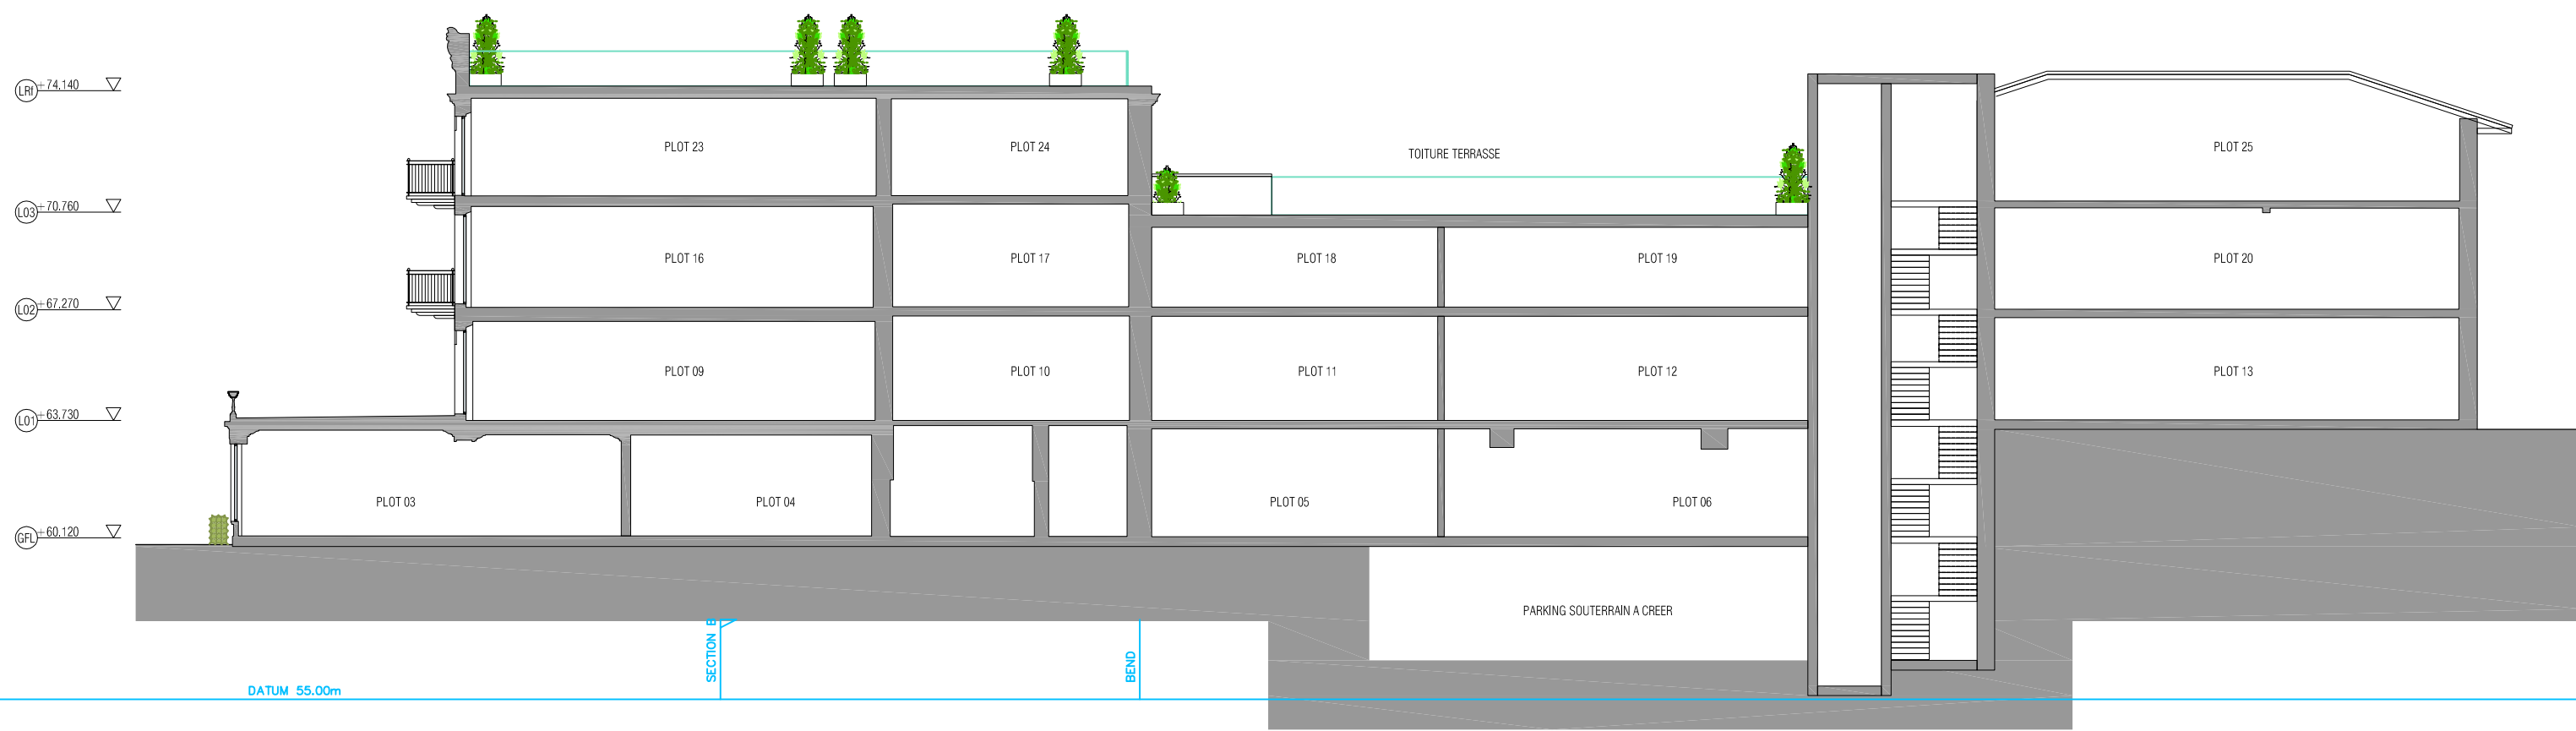 LRf +74.140
PLOT 23
PLOT 24
TOITURE TERRASSE
PLOT 25
L03 +70.760
PLOT 16
PLOT 17
PLOT 18
PLOT 19
PLOT 20
L02 +67.270
PLOT 09
PLOT 10
PLOT 11
PLOT 12
PLOT 13
L01 +63.730
PLOT 03
PLOT 04
PLOT 05
PLOT 06
GFL +60.120
PARKING SOUTERRAIN A CREER
SECTION B
BEND
DATUM 55.00m